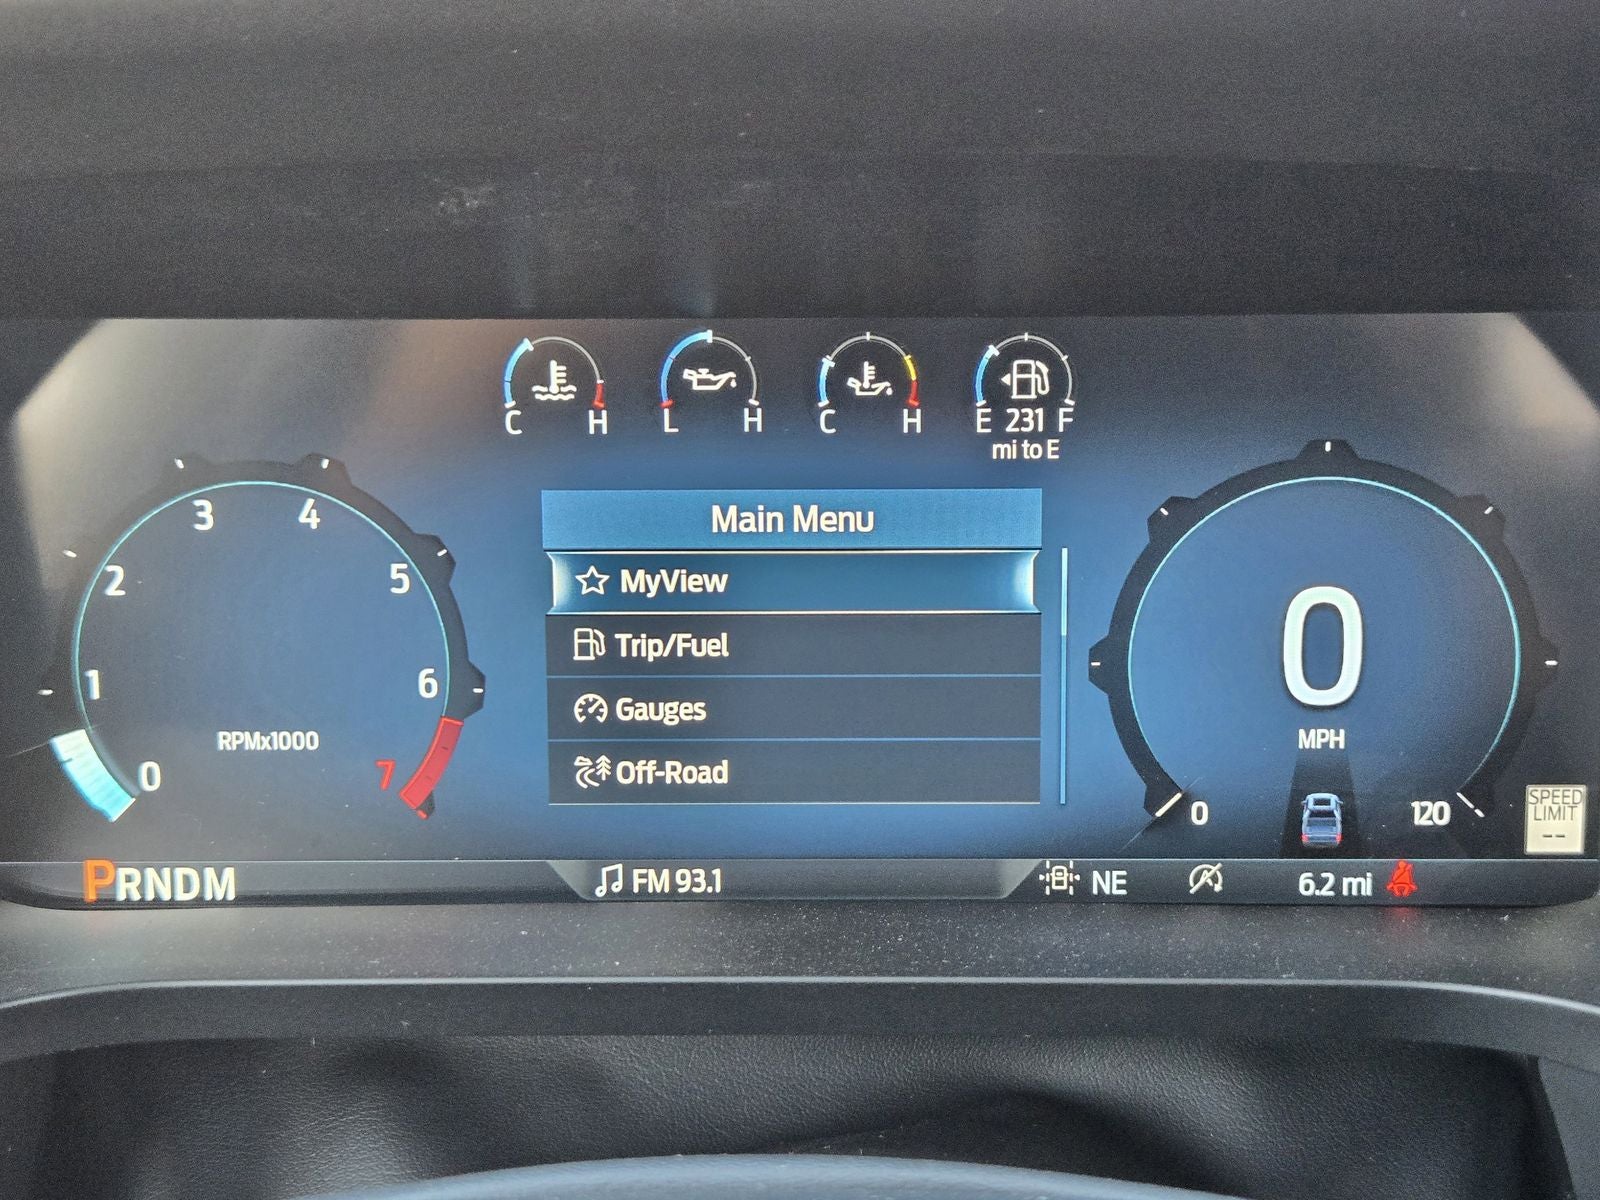 C H
L H
C H
E 231 F
mi to E
Main Menu
MyView
Trip/Fuel
Gauges
Off-Road
0 1 2 3 4 5 6 7
RPMx1000
0
MPH
0 120
SPEED
LIMIT
--
PRNDM
FM 93.1
NE
6.2 mi